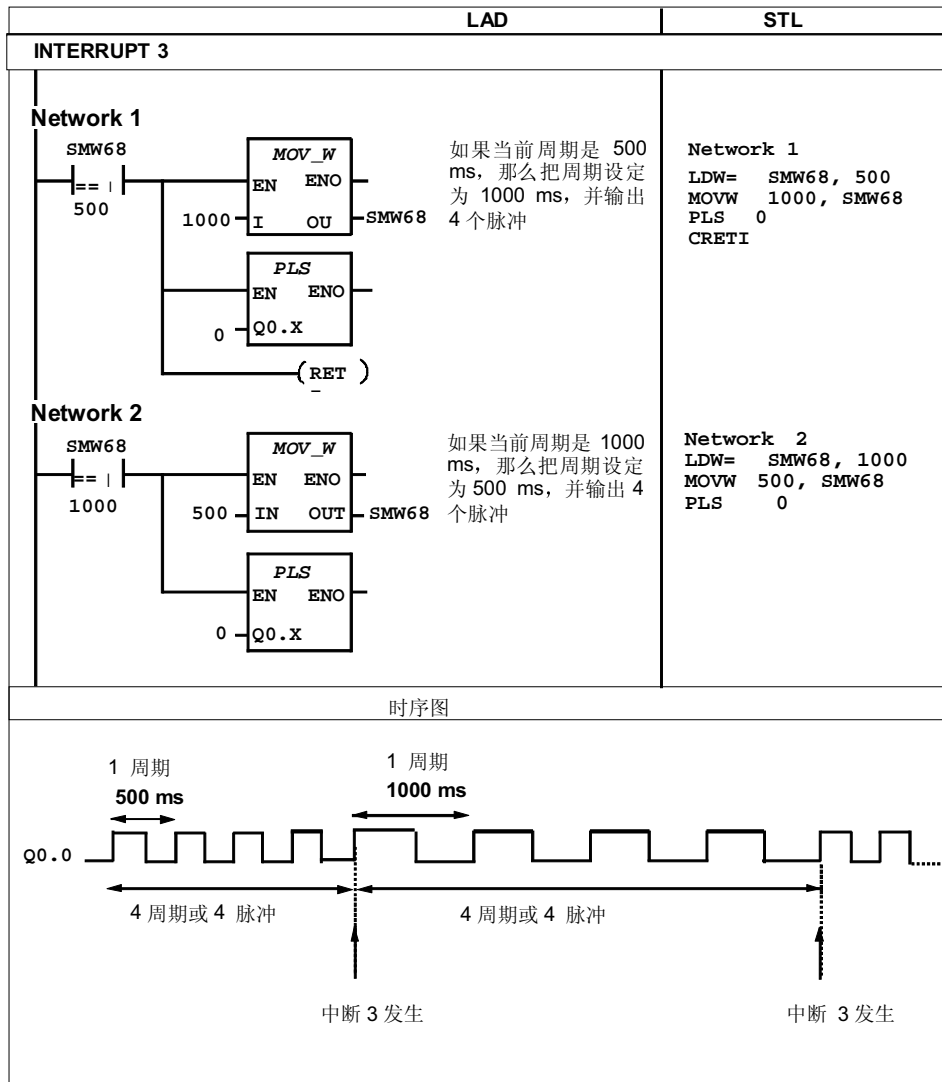 LAD STL
INTERRUPT 3
Network 1
SMW68
== I
500
MOV_W
EN ENO
1000 I OU SMW68
PLS
EN ENO
0 Q0.X
(RET )
如果当前周期是 500
ms，那么把周期设定
为 1000 ms，并输出
4 个脉冲
Network 1
LDW= SMW68, 500
MOVW 1000, SMW68
PLS 0
CRETI
Network 2
SMW68
== I
1000
MOV_W
EN ENO
500 IN OUT SMW68
PLS
EN ENO
0 Q0.X
如果当前周期是 1000
ms，那么把周期设定
为 500 ms，并输出 4
个脉冲
Network 2
LDW= SMW68, 1000
MOVW 500, SMW68
PLS 0
时序图
1 周期
500 ms
1 周期
1000 ms
Q0.0
4 周期或 4 脉冲
4 周期或 4 脉冲
中断 3 发生
中断 3 发生